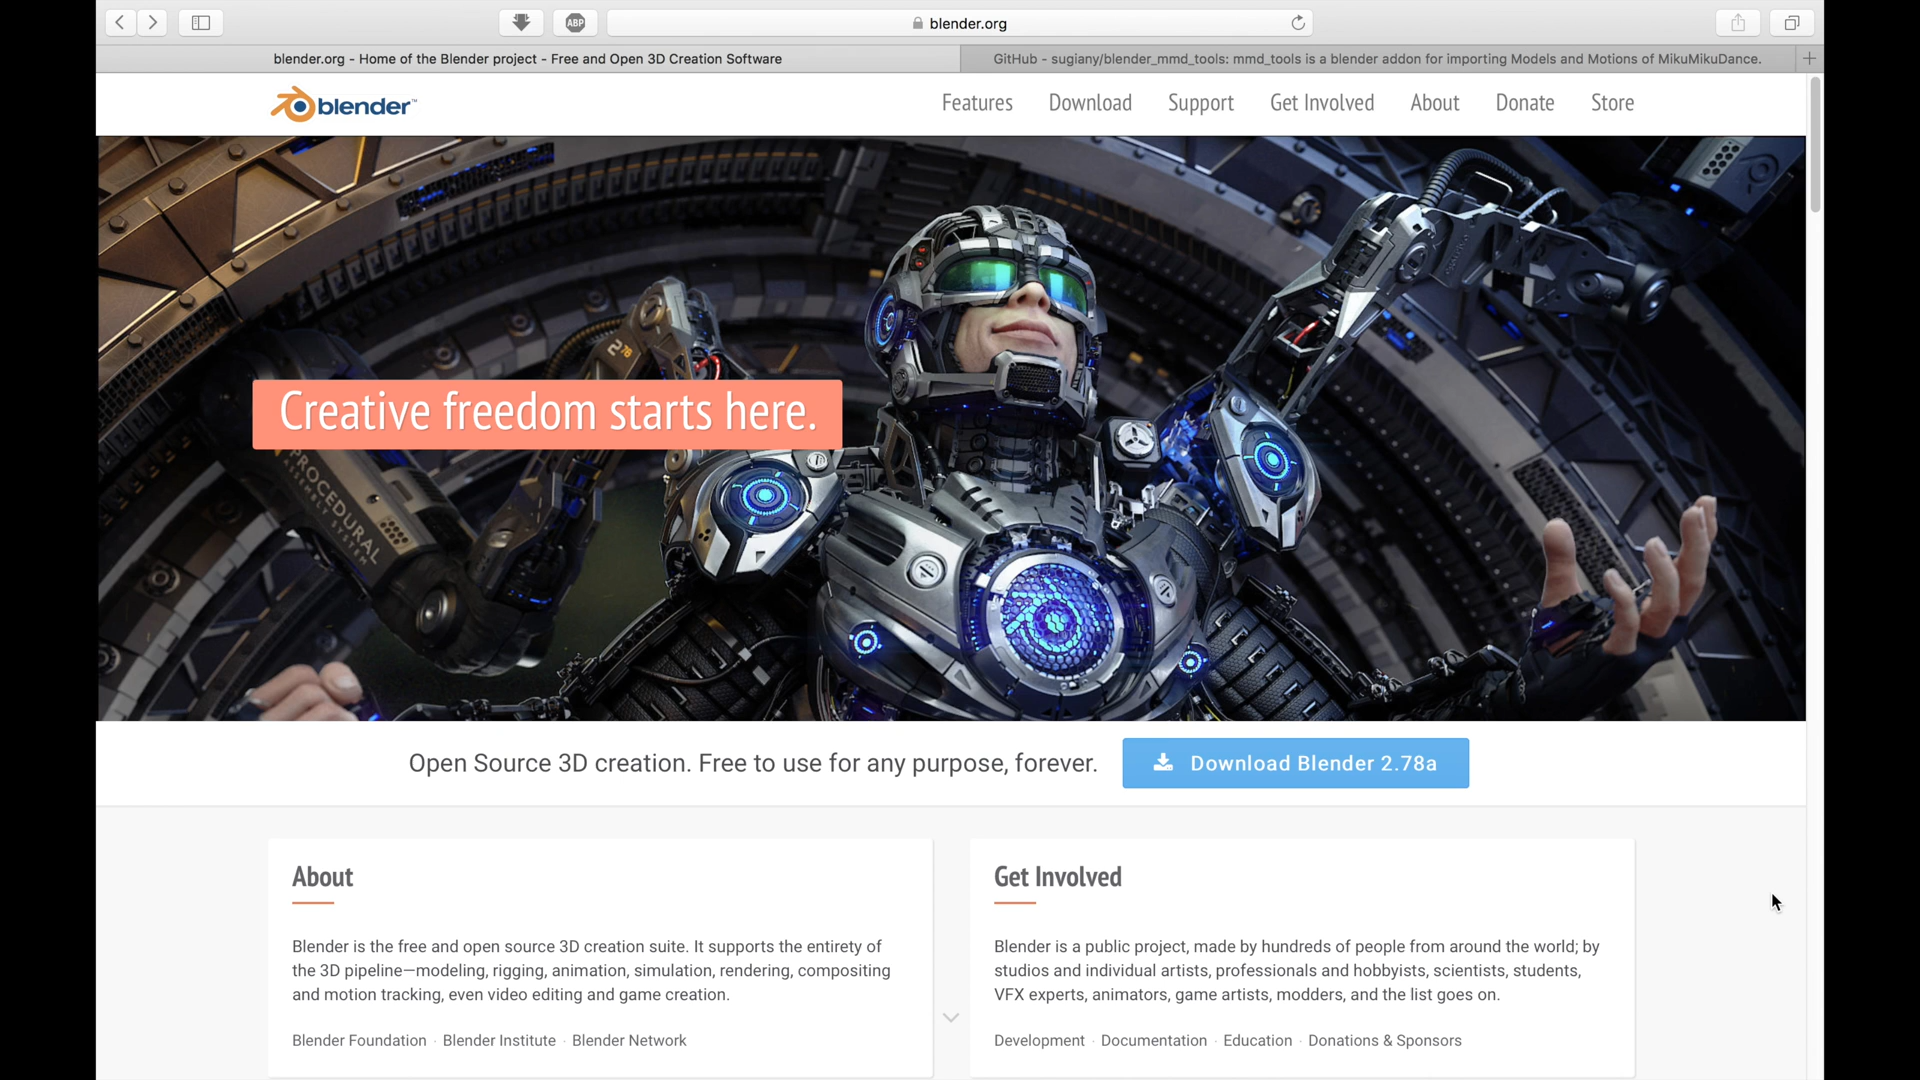 ABP
blender.org
blender.org - Home of the Blender project - Free and Open 3D Creation Software
GitHub - sugiany/blender_mmd_tools: mmd_tools is a blender addon for importing Models and Motions of MikuMikuDance.
blender™
Features
Download
Support
Get Involved
About
Donate
Store
278
Creative freedom starts here.
PROCEDURAL
Open Source 3D creation. Free to use for any purpose, forever.
Download Blender 2.78a
About
Blender is the free and open source 3D creation suite. It supports the entirety of
the 3D pipeline—modeling, rigging, animation, simulation, rendering, compositing
and motion tracking, even video editing and game creation.
Blender Foundation · Blender Institute · Blender Network
Get Involved
Blender is a public project, made by hundreds of people from around the world; by
studios and individual artists, professionals and hobbyists, scientists, students,
VFX experts, animators, game artists, modders, and the list goes on.
Development · Documentation · Education · Donations & Sponsors